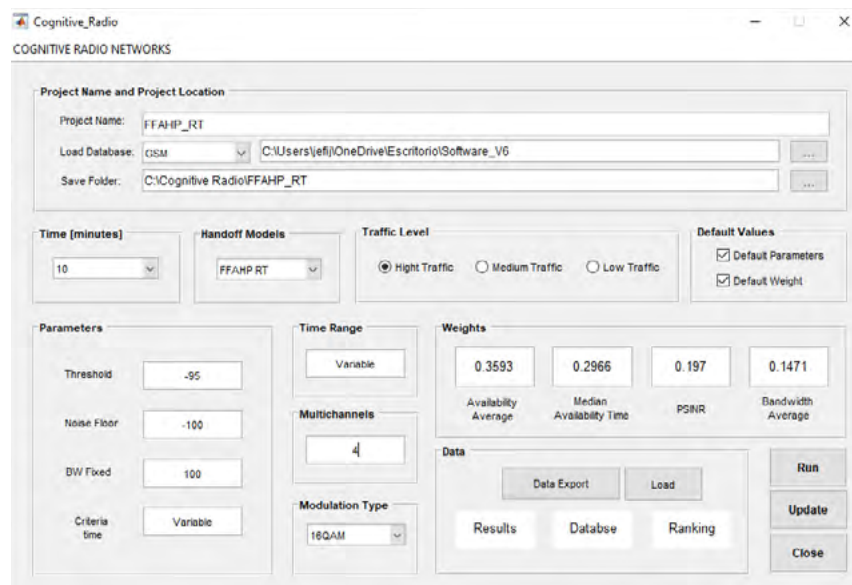 Cognitive_Radio
COGNITIVE RADIO NETWORKS
Project Name and Project Location
Project Name: FFAHP_RT
Load Database: GSM C:\Users\jefij\OneDrive\Escritorio\Software_V6 ...
Save Folder: C:\Cognitive Radio\FFAHP_RT ...
Time [minutes] Handoff Models Traffic Level Default Values
10 FFAHP RT Hight Traffic Medium Traffic Low Traffic Default Parameters
Default Weight
Parameters Time Range Weights
Threshold -95 Variable 0.3593 0.2966 0.197 0.1471
Availability Average Median Availability Time PSINR Bandwidth Average
Noise Floor -100 Multichannels
4
BW Fixed 100 Data
Data Export Load Run
Criteria time Variable Modulation Type
16QAM Results Databse Ranking Update
Close